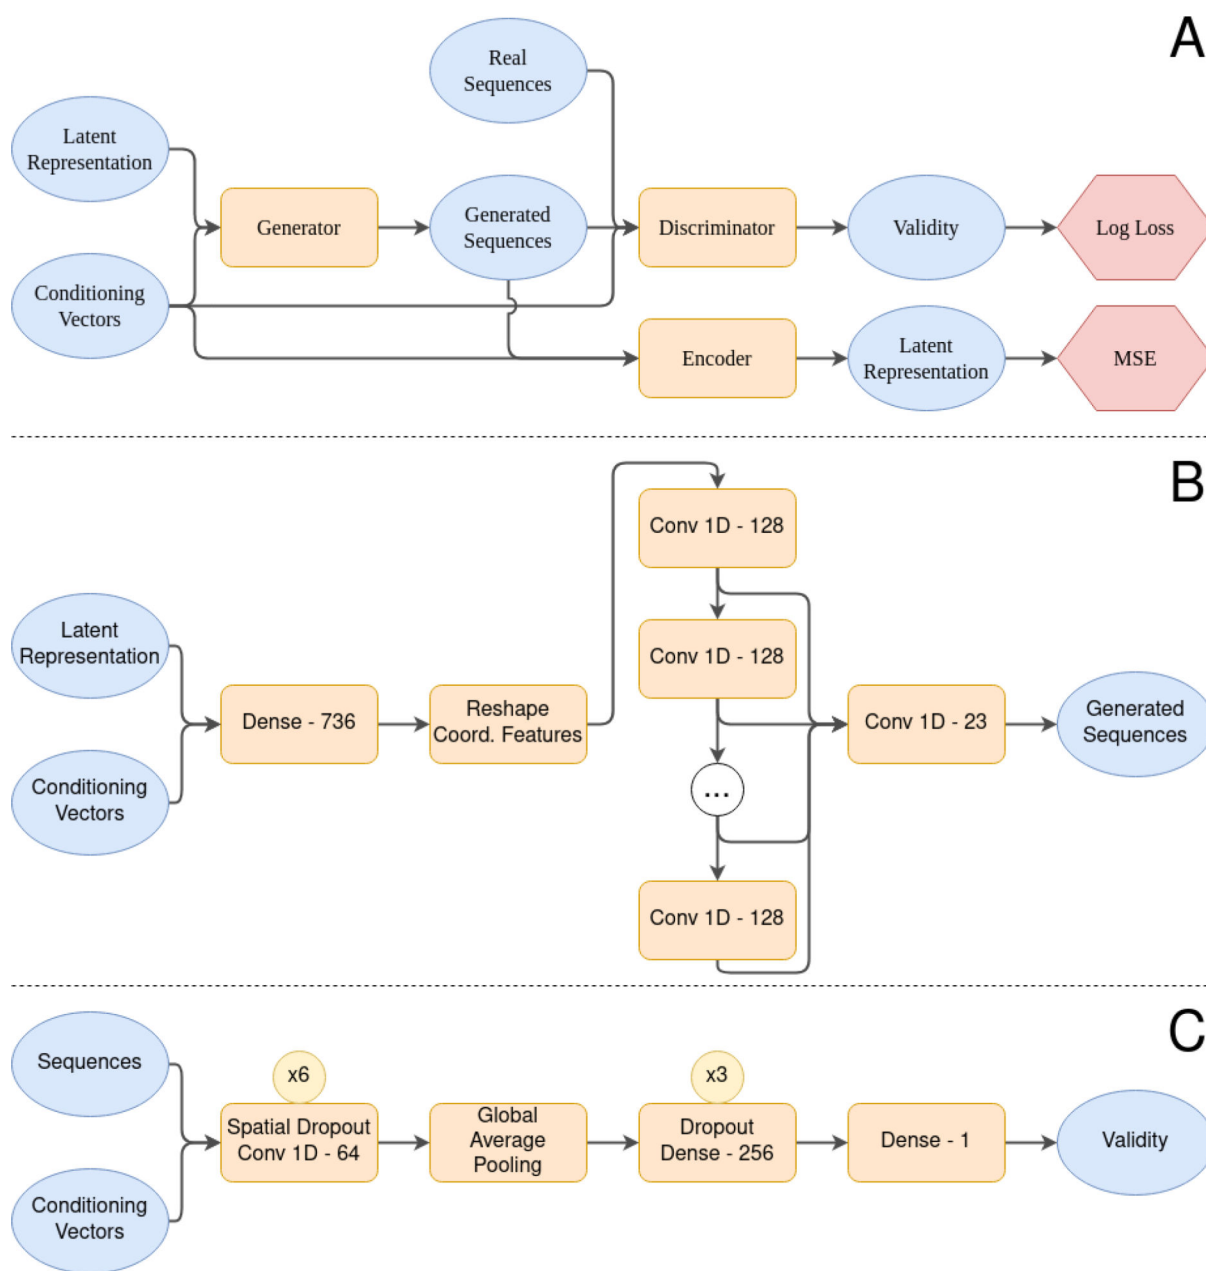 A
Real
Sequences
Latent
Representation
Generator
Generated
Sequences
Discriminator
Validity
Log Loss
Conditioning
Vectors
Encoder
Latent
Representation
MSE
B
Conv 1D - 128
Latent
Representation
Conv 1D - 128
Dense - 736
Reshape
Coord. Features
Conv 1D - 23
Generated
Sequences
Conditioning
Vectors
...
Conv 1D - 128
C
Sequences
x6
Spatial Dropout
Conv 1D - 64
Global
Average
Pooling
x3
Dropout
Dense - 256
Dense - 1
Validity
Conditioning
Vectors